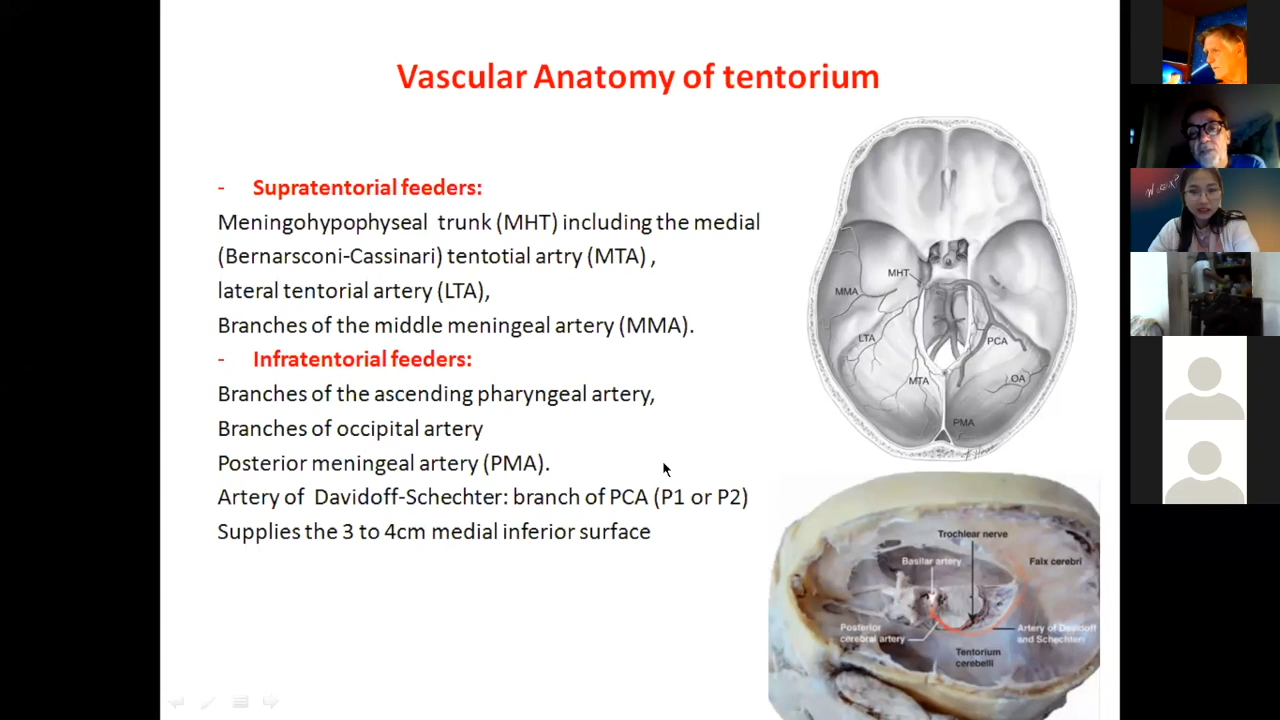 Vascular Anatomy of tentorium
- Supratentorial feeders:
Meningohypophyseal trunk (MHT) including the medial
(Bernarsconi-Cassinari) tentotial artry (MTA) ,
lateral tentorial artery (LTA),
Branches of the middle meningeal artery (MMA).
- Infratentorial feeders:
Branches of the ascending pharyngeal artery,
Branches of occipital artery
Posterior meningeal artery (PMA).
Artery of Davidoff-Schechter: branch of PCA (P1 or P2)
Supplies the 3 to 4cm medial inferior surface
MHT
MMA
LTA
PCA
MTA
OA
PMA
Trochlear nerve
Basilar artery
Falx cerebri
Posterior
cerebral artery
Artery of Davidoff
and Schechter
Tentorium
cerebelli